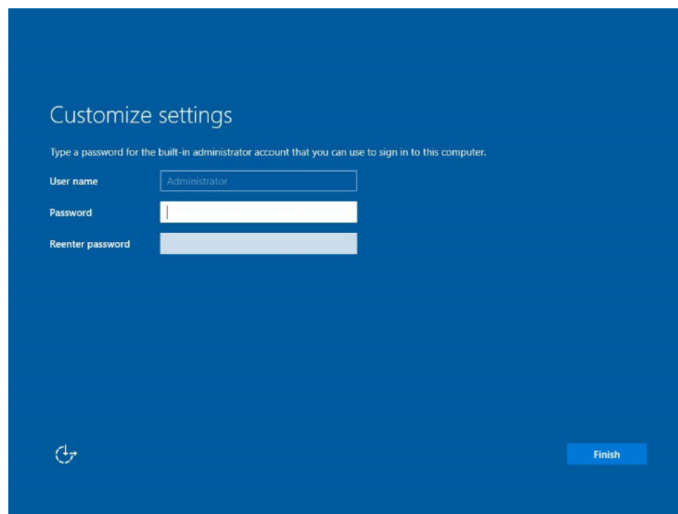 Customize settings
Type a password for the built-in administrator account that you can use to sign in to this computer.
User name
Administrator
Password
Reenter password
Finish